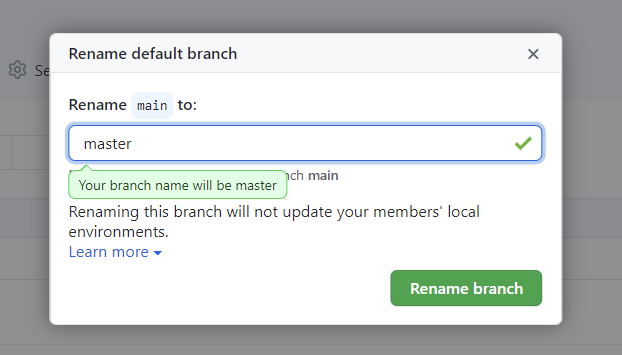 Se
Rename default branch
Rename main to:
master
Your branch name will be master
nch main
Renaming this branch will not update your members' local
environments.
Learn more
Rename branch